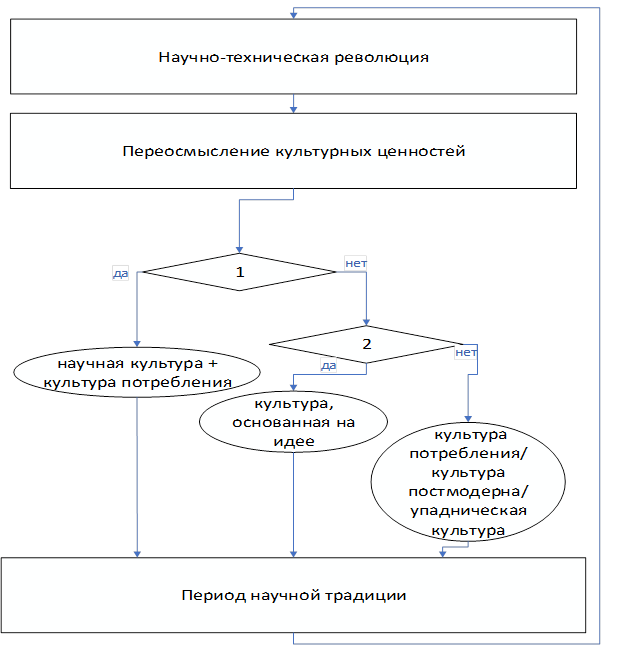 Научно-техническая революция
Переосмысление культурных ценностей
1
да
нет
2
да
нет
научная культура +
культура потребления
культура,
основанная на
идее
культура
потребления/
культура
постмодерна/
упадническая
культура
Период научной традиции